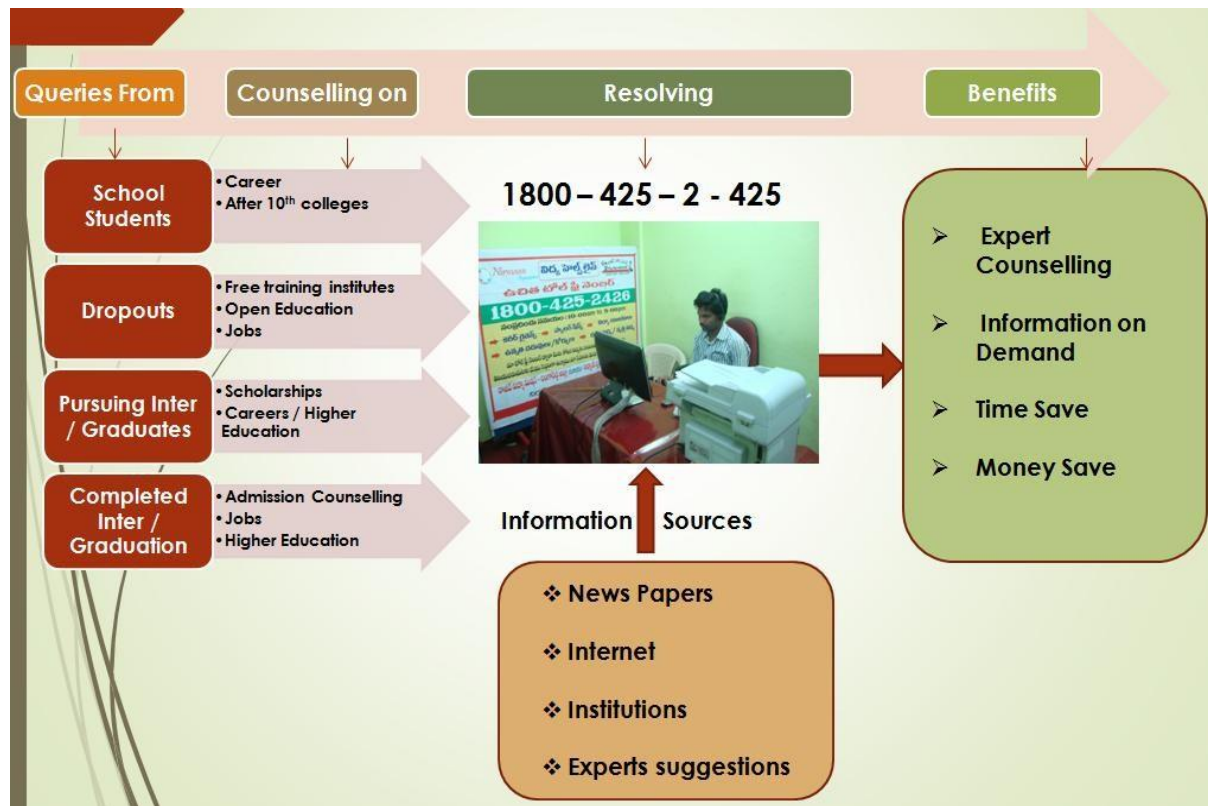 Queries From
Counselling on
Resolving
Benefits
School
Students
• Career
• After 10th colleges
Dropouts
• Free training institutes
• Open Education
• Jobs
Pursuing Inter
/ Graduates
• Scholarships
• Careers / Higher
Education
Completed
Inter /
Graduation
• Admission Counselling
• Jobs
• Higher Education
1800 – 425 – 2 - 425
Nirmaan విద్య హెల్ప్ లైన్
ఉచిత టోల్ ఫ్రీ నెంబర్
1800-425-2426
Information Sources
❖ News Papers
❖ Internet
❖ Institutions
❖ Experts suggestions
➢ Expert
Counselling
➢ Information on
Demand
➢ Time Save
➢ Money Save